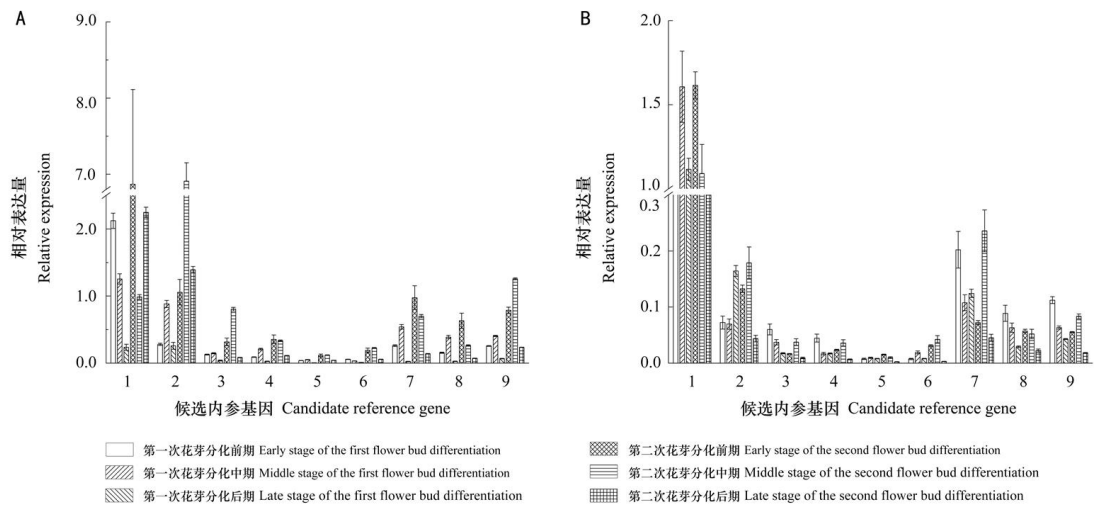 A
9.0
8.0
7.0
2.0
1.0
0.0
相对表达量
Relative expression
1 2 3 4 5 6 7 8 9
候选内参基因 Candidate reference gene
B
2.0
1.5
1.0
0.3
0.2
0.1
0.0
相对表达量
Relative expression
1 2 3 4 5 6 7 8 9
候选内参基因 Candidate reference gene
第一次花芽分化前期 Early stage of the first flower bud differentiation
第一次花芽分化中期 Middle stage of the first flower bud differentiation
第一次花芽分化后期 Late stage of the first flower bud differentiation
第二次花芽分化前期 Early stage of the second flower bud differentiation
第二次花芽分化中期 Middle stage of the second flower bud differentiation
第二次花芽分化后期 Late stage of the second flower bud differentiation